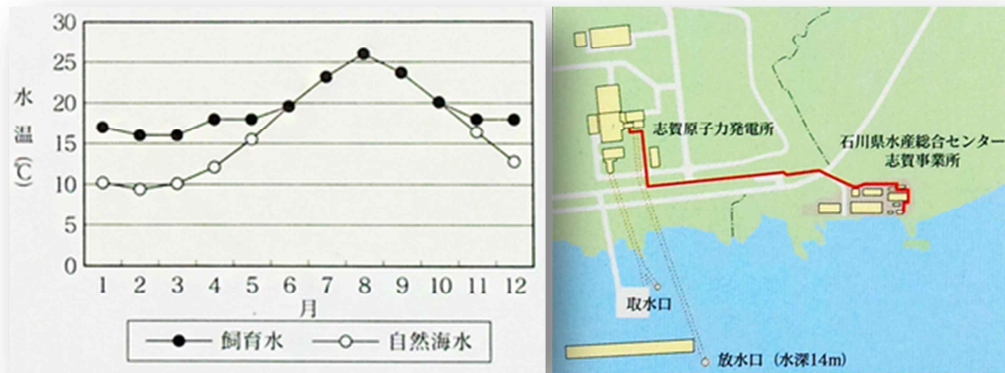 30
25
20
15
10
5
0
水温(℃)
1 2 3 4 5 6 7 8 9 10 11 12
月
飼育水 自然海水
志賀原子力発電所
石川県水産総合センター
志賀事業所
取水口
放水口（水深14m）